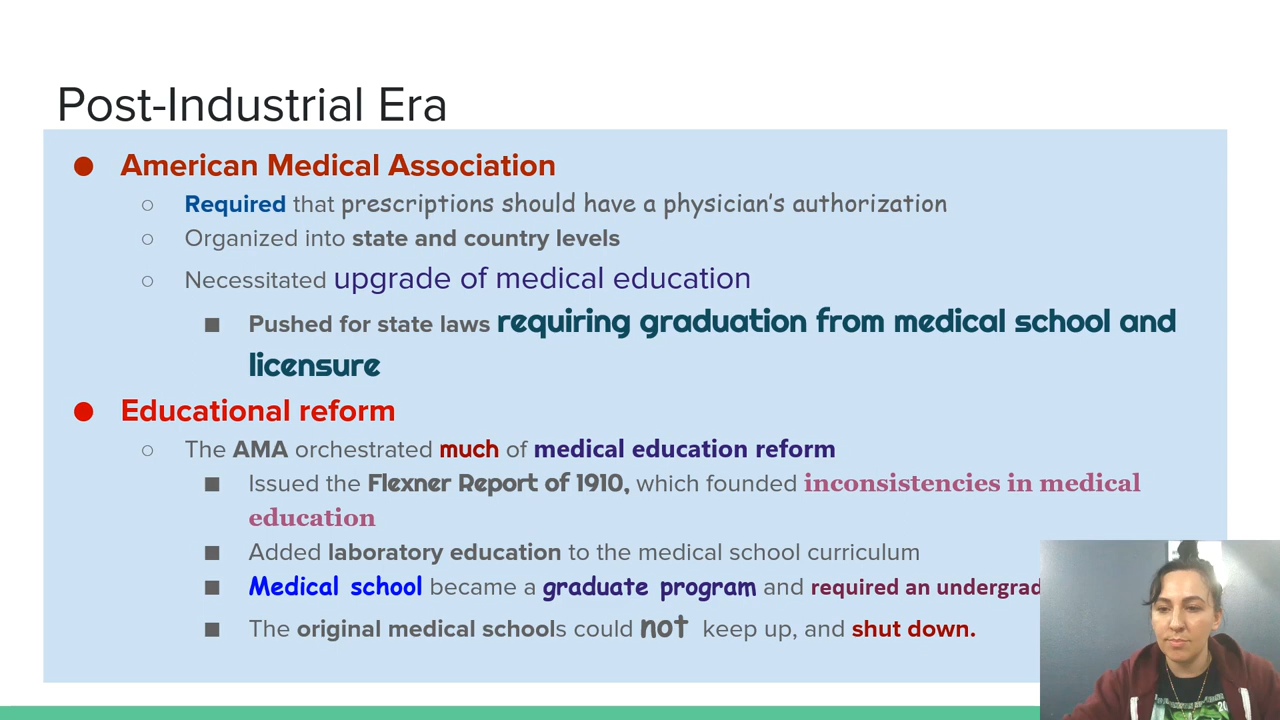 Post-Industrial Era
● American Medical Association
○ Required that prescriptions should have a physician's authorization
○ Organized into state and country levels
○ Necessitated upgrade of medical education
■ Pushed for state laws requiring graduation from medical school and
licensure
● Educational reform
○ The AMA orchestrated much of medical education reform
■ Issued the Flexner Report of 1910, which founded inconsistencies in medical
education
■ Added laboratory education to the medical school curriculum
■ Medical school became a graduate program and required an undergrad
■ The original medical schools could not keep up, and shut down.